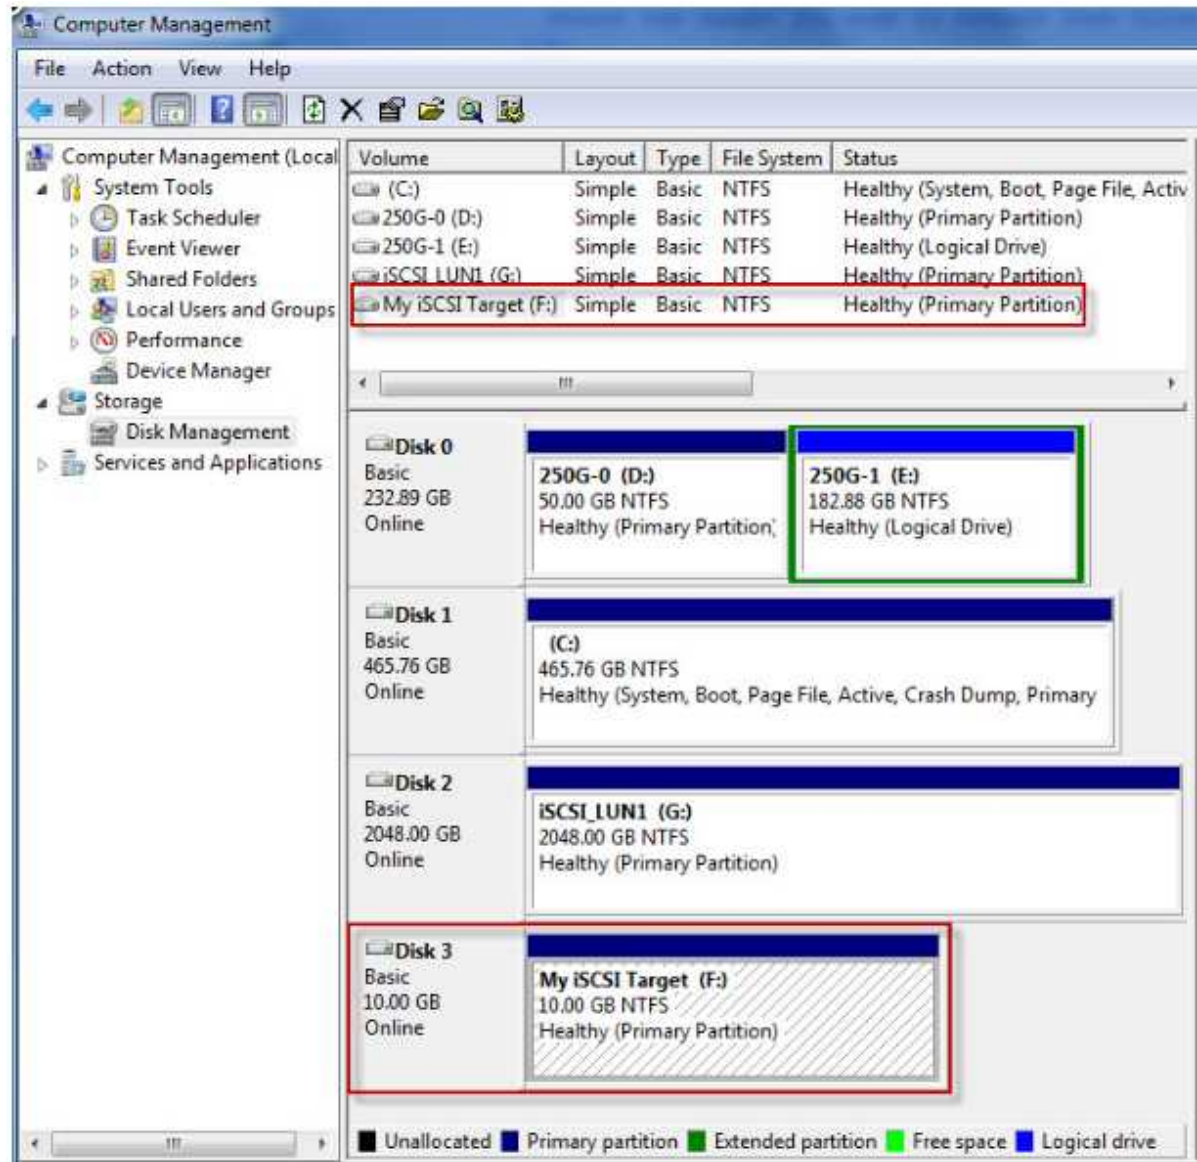 Computer Management
File Action View Help
Computer Management (Local
System Tools
Task Scheduler
Event Viewer
Shared Folders
Local Users and Groups
Performance
Device Manager
Storage
Disk Management
Services and Applications
Volume Layout Type File System Status
(C:) Simple Basic NTFS Healthy (System, Boot, Page File, Activ
250G-0 (D:) Simple Basic NTFS Healthy (Primary Partition)
250G-1 (E:) Simple Basic NTFS Healthy (Logical Drive)
iSCSI_LUN1 (G:) Simple Basic NTFS Healthy (Primary Partition)
My iSCSI Target (F:) Simple Basic NTFS Healthy (Primary Partition)
Disk 0
Basic
232.89 GB
Online
250G-0 (D:)
50.00 GB NTFS
Healthy (Primary Partition)
250G-1 (E:)
182.88 GB NTFS
Healthy (Logical Drive)
Disk 1
Basic
465.76 GB
Online
(C:)
465.76 GB NTFS
Healthy (System, Boot, Page File, Active, Crash Dump, Primary
Disk 2
Basic
2048.00 GB
Online
iSCSI_LUN1 (G:)
2048.00 GB NTFS
Healthy (Primary Partition)
Disk 3
Basic
10.00 GB
Online
My iSCSI Target (F:)
10.00 GB NTFS
Healthy (Primary Partition)
Unallocated Primary partition Extended partition Free space Logical drive